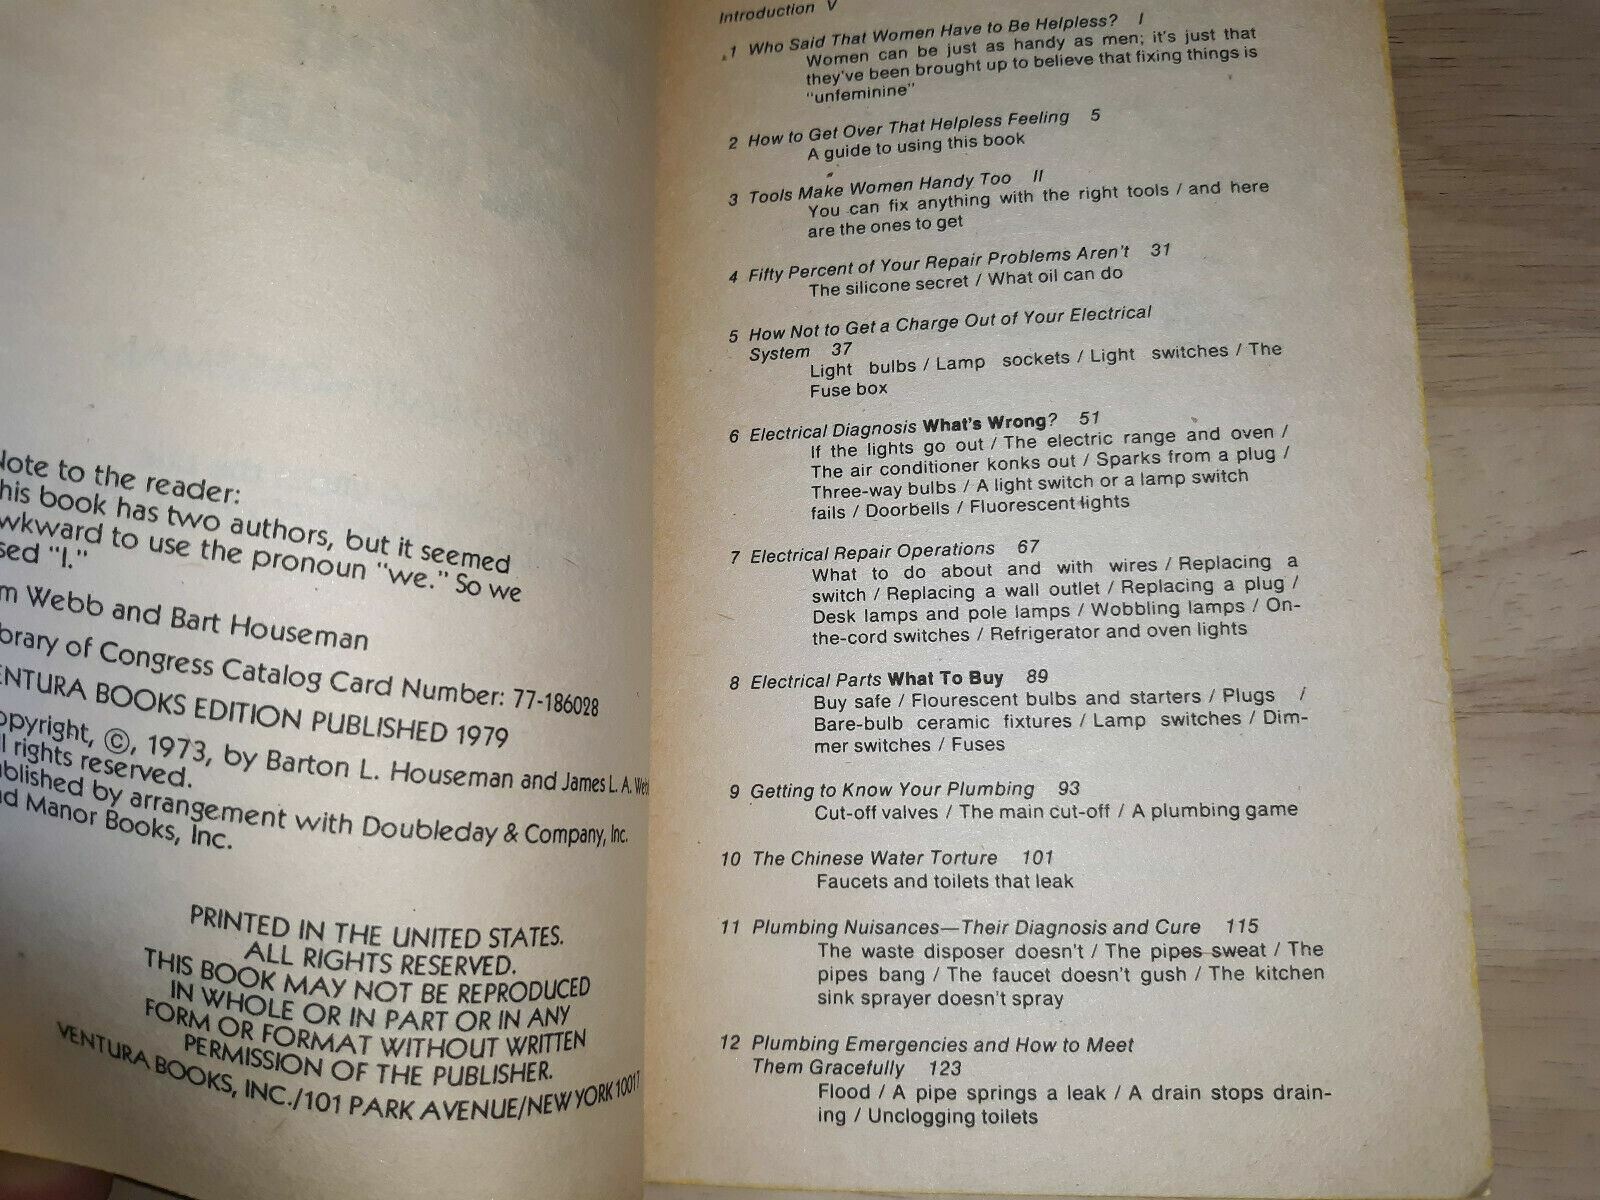 Note to the reader:
this book has two authors, but it seemed
awkward to use the pronoun "we." So we
used "I."
Webb and Bart Houseman
Library of Congress Catalog Card Number: 77-186028
VENTURA BOOKS EDITION PUBLISHED 1979
Copyright, ©, 1973, by Barton L. Houseman and James L. A. Webb
All rights reserved.
Published by arrangement with Doubleday & Company, Inc.
and Manor Books, Inc.
PRINTED IN THE UNITED STATES.
ALL RIGHTS RESERVED.
THIS BOOK MAY NOT BE REPRODUCED
IN WHOLE OR IN PART OR IN ANY
FORM OR FORMAT WITHOUT WRITTEN
PERMISSION OF THE PUBLISHER.
VENTURA BOOKS, INC./101 PARK AVENUE/NEW YORK 10017
Introduction V
1 Who Said That Women Have to Be Helpless? I
Women can be just as handy as men; it's just that
they've been brought up to believe that fixing things is
"unfeminine"
2 How to Get Over That Helpless Feeling 5
A guide to using this book
3 Tools Make Women Handy Too II
You can fix anything with the right tools / and here
are the ones to get
4 Fifty Percent of Your Repair Problems Aren't 31
The silicone secret / What oil can do
5 How Not to Get a Charge Out of Your Electrical
System 37
Light bulbs / Lamp sockets / Light switches / The
Fuse box
6 Electrical Diagnosis What's Wrong? 51
If the lights go out / The electric range and oven /
The air conditioner konks out / Sparks from a plug /
Three-way bulbs / A light switch or a lamp switch
fails / Doorbells / Fluorescent lights
7 Electrical Repair Operations 67
What to do about and with wires / Replacing a
switch / Replacing a wall outlet / Replacing a plug /
Desk lamps and pole lamps / Wobbling lamps / On-
the-cord switches / Refrigerator and oven lights
8 Electrical Parts What To Buy 89
Buy safe / Flourescent bulbs and starters / Plugs /
Bare-bulb ceramic fixtures / Lamp switches / Dim-
mer switches / Fuses
9 Getting to Know Your Plumbing 93
Cut-off valves / The main cut-off / A plumbing game
10 The Chinese Water Torture 101
Faucets and toilets that leak
11 Plumbing Nuisances—Their Diagnosis and Cure 115
The waste disposer doesn't / The pipes sweat / The
pipes bang / The faucet doesn't gush / The kitchen
sink sprayer doesn't spray
12 Plumbing Emergencies and How to Meet
Them Gracefully 123
Flood / A pipe springs a leak / A drain stops drain-
ing / Unclogging toilets